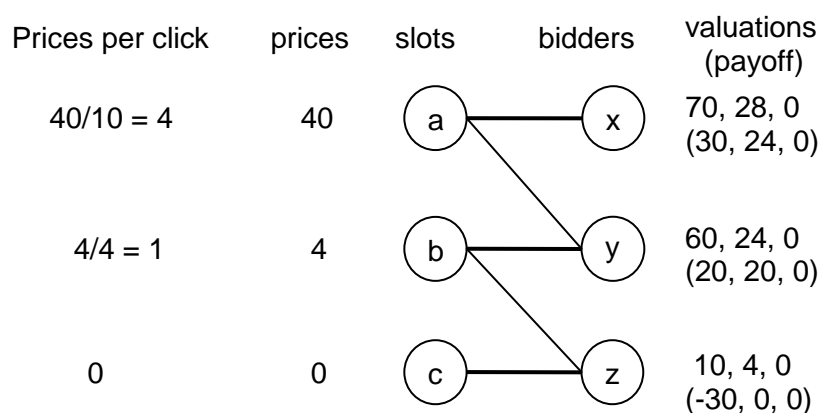 Prices per click prices slots bidders valuations
(payoff)
40/10 = 4 40 a x 70, 28, 0
(30, 24, 0)
4/4 = 1 4 b y 60, 24, 0
(20, 20, 0)
0 0 c z 10, 4, 0
(-30, 0, 0)